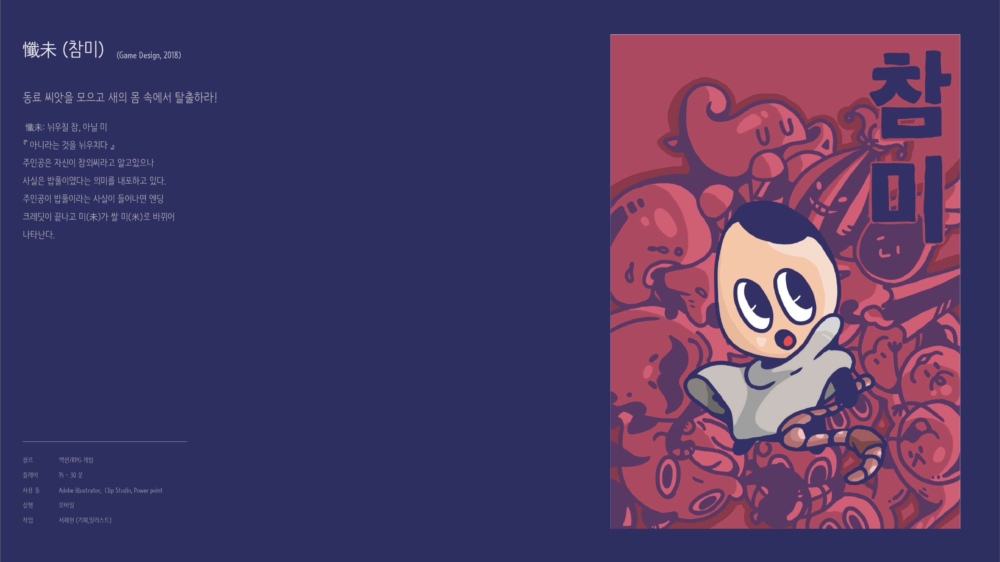 懺未 (참미) (Game Design, 2018)
동료 씨앗을 모으고 새의 몸 속에서 탈출하라!
懺未: 뉘우칠 참, 아닐 미
『 아니라는 것을 뉘우치다 』
주인공은 자신이 참외씨라고 알고있으나
사실은 밥풀이였다는 의미를 내포하고 있다.
주인공이 밥풀이라는 사실이 들어나면 엔딩
크레딧이 끝나고 미(未)가 쌀 미(米)로 바뀌어
나타난다.
장르 액션/RPG 게임
플레이 15 - 30 분
사용 툴 Adobe illustrator, Clip Studio, Power point
실행 모바일
작업 서재현 (기획,일러스트)
참
미